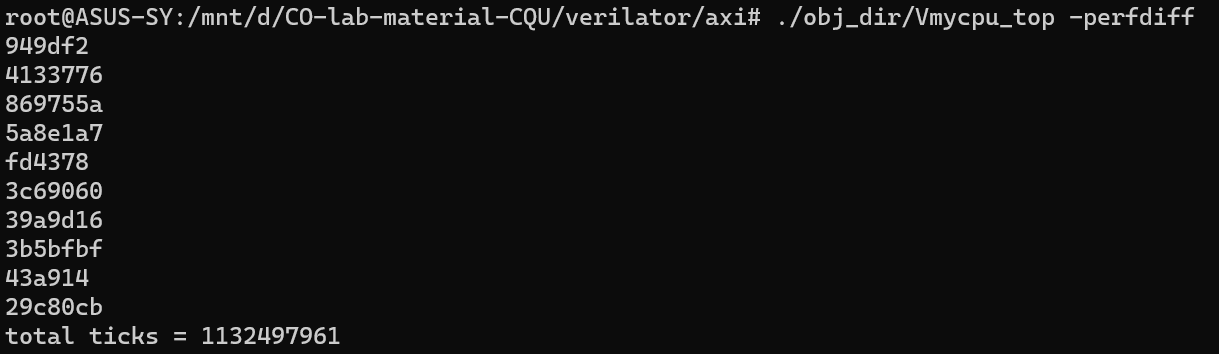 root@ASUS-SY:/mnt/d/CO-lab-material-CQU/verilator/axi# ./obj_dir/Vmycpu_top -perfdiff
949df2
4133776
869755a
5a8e1a7
fd4378
3c69060
39a9d16
3b5bfbf
43a914
29c80cb
total ticks = 1132497961